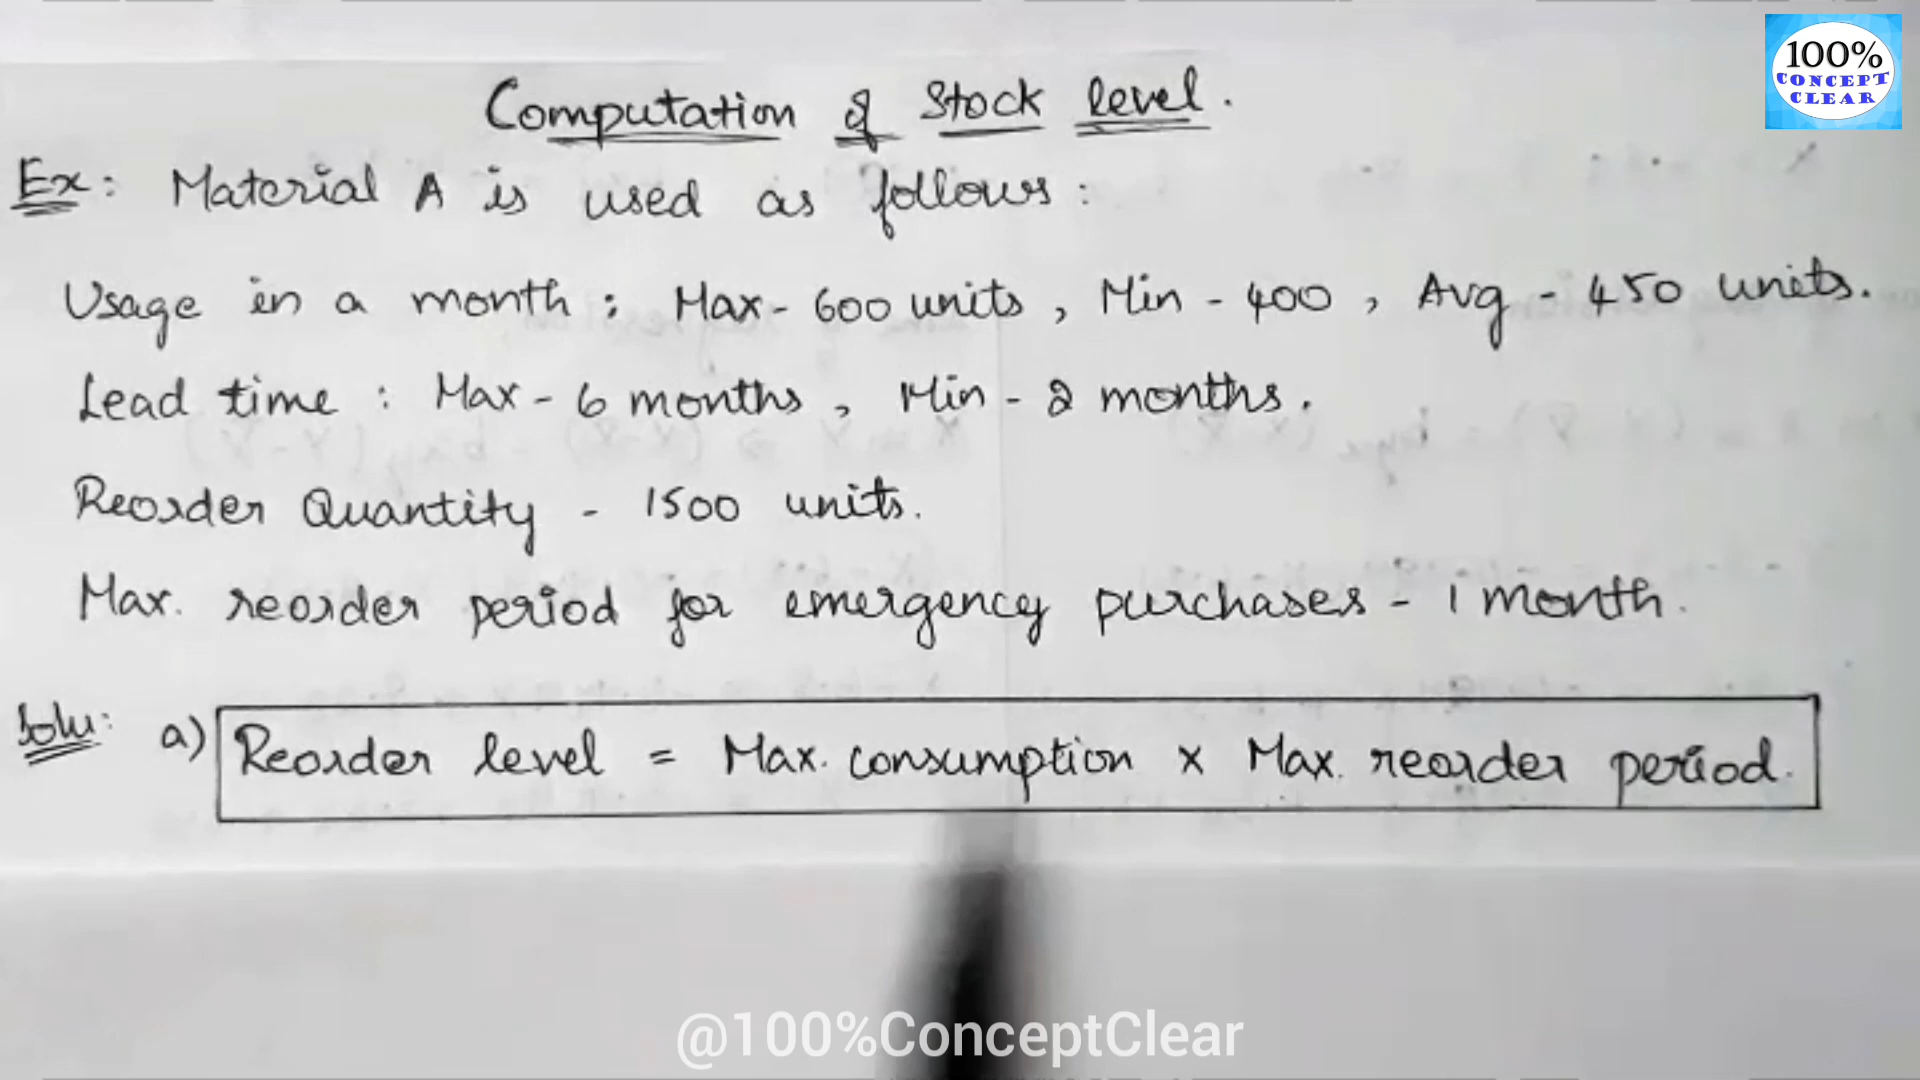 100%
CONCEPT
CLEAR
Computation of Stock level.
Ex: Material A is used as follows:
Usage in a month: Max - 600 units, Min - 400, Avg - 450 units.
Lead time: Max - 6 months, Min - 2 months.
Reorder Quantity - 1500 units.
Max. reorder period for emergency purchases - 1 month.
Solu: a) Reorder level = Max. consumption x Max. reorder period.
@100%ConceptClear